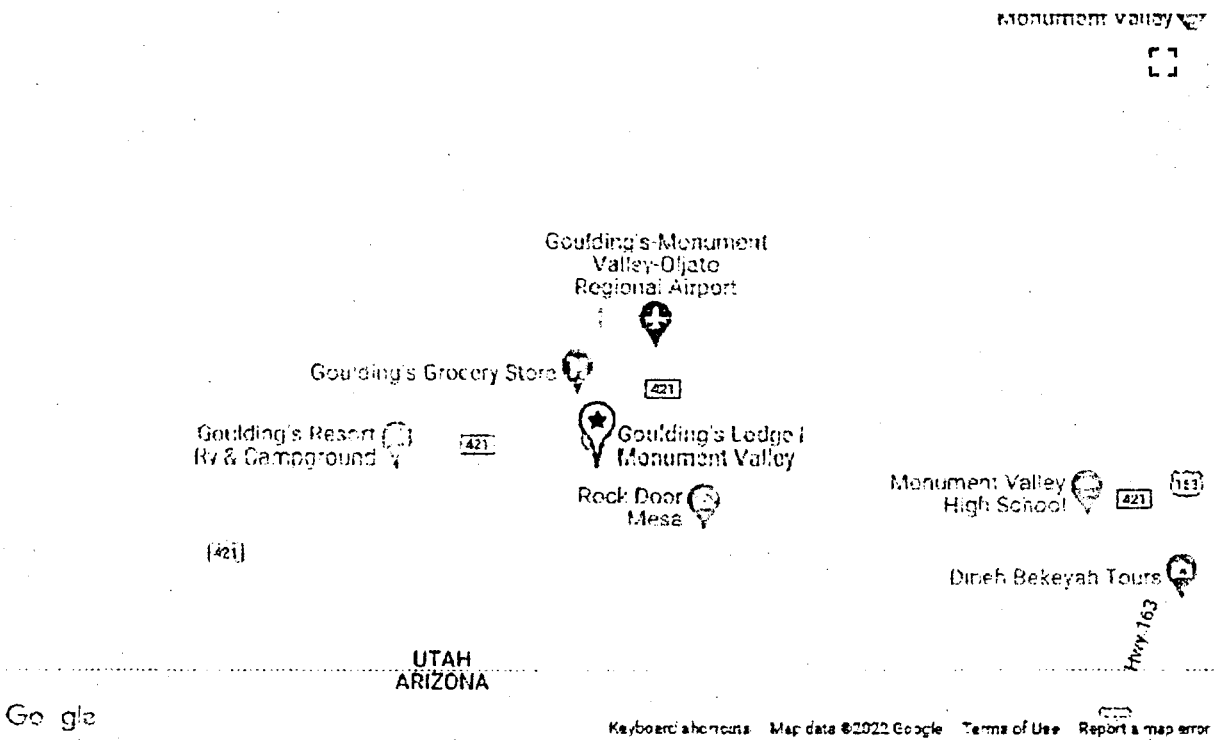 Monument Valley
Goulding's-Monument
Valley-Oljato
Regional Airport
Goulding's Grocery Store
421
Goulding's Resort
Rv & Campground
421
Goulding's Lodge |
Monument Valley
Rock Door
Mesa
Monument Valley
High School
421
163
421
Dineh Bekeyah Tours
Hwy 163
UTAH
ARIZONA
Google
Keyboard shortcuts Map data ©2022 Google Terms of Use Report a map error